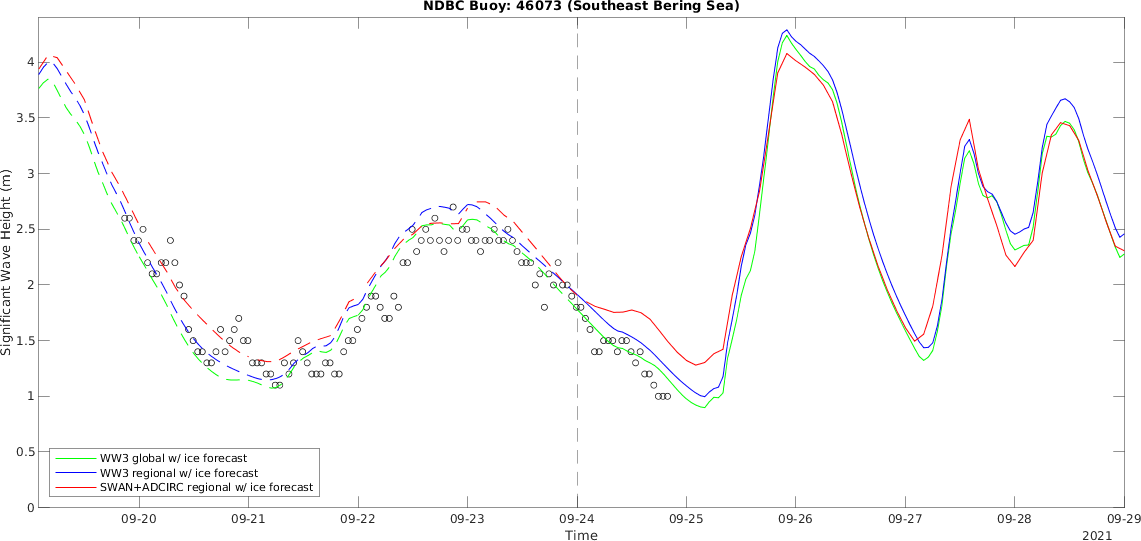 NDBC Buoy: 46073 (Southeast Bering Sea)
Significant Wave Height (m)
4
3.5
3
2.5
2
1.5
1
0.5
0
WW3 global w/ ice forecast
WW3 regional w/ ice forecast
SWAN+ADCIRC regional w/ ice forecast
09-20 09-21 09-22 09-23 09-24 09-25 09-26 09-27 09-28 09-29
Time
2021